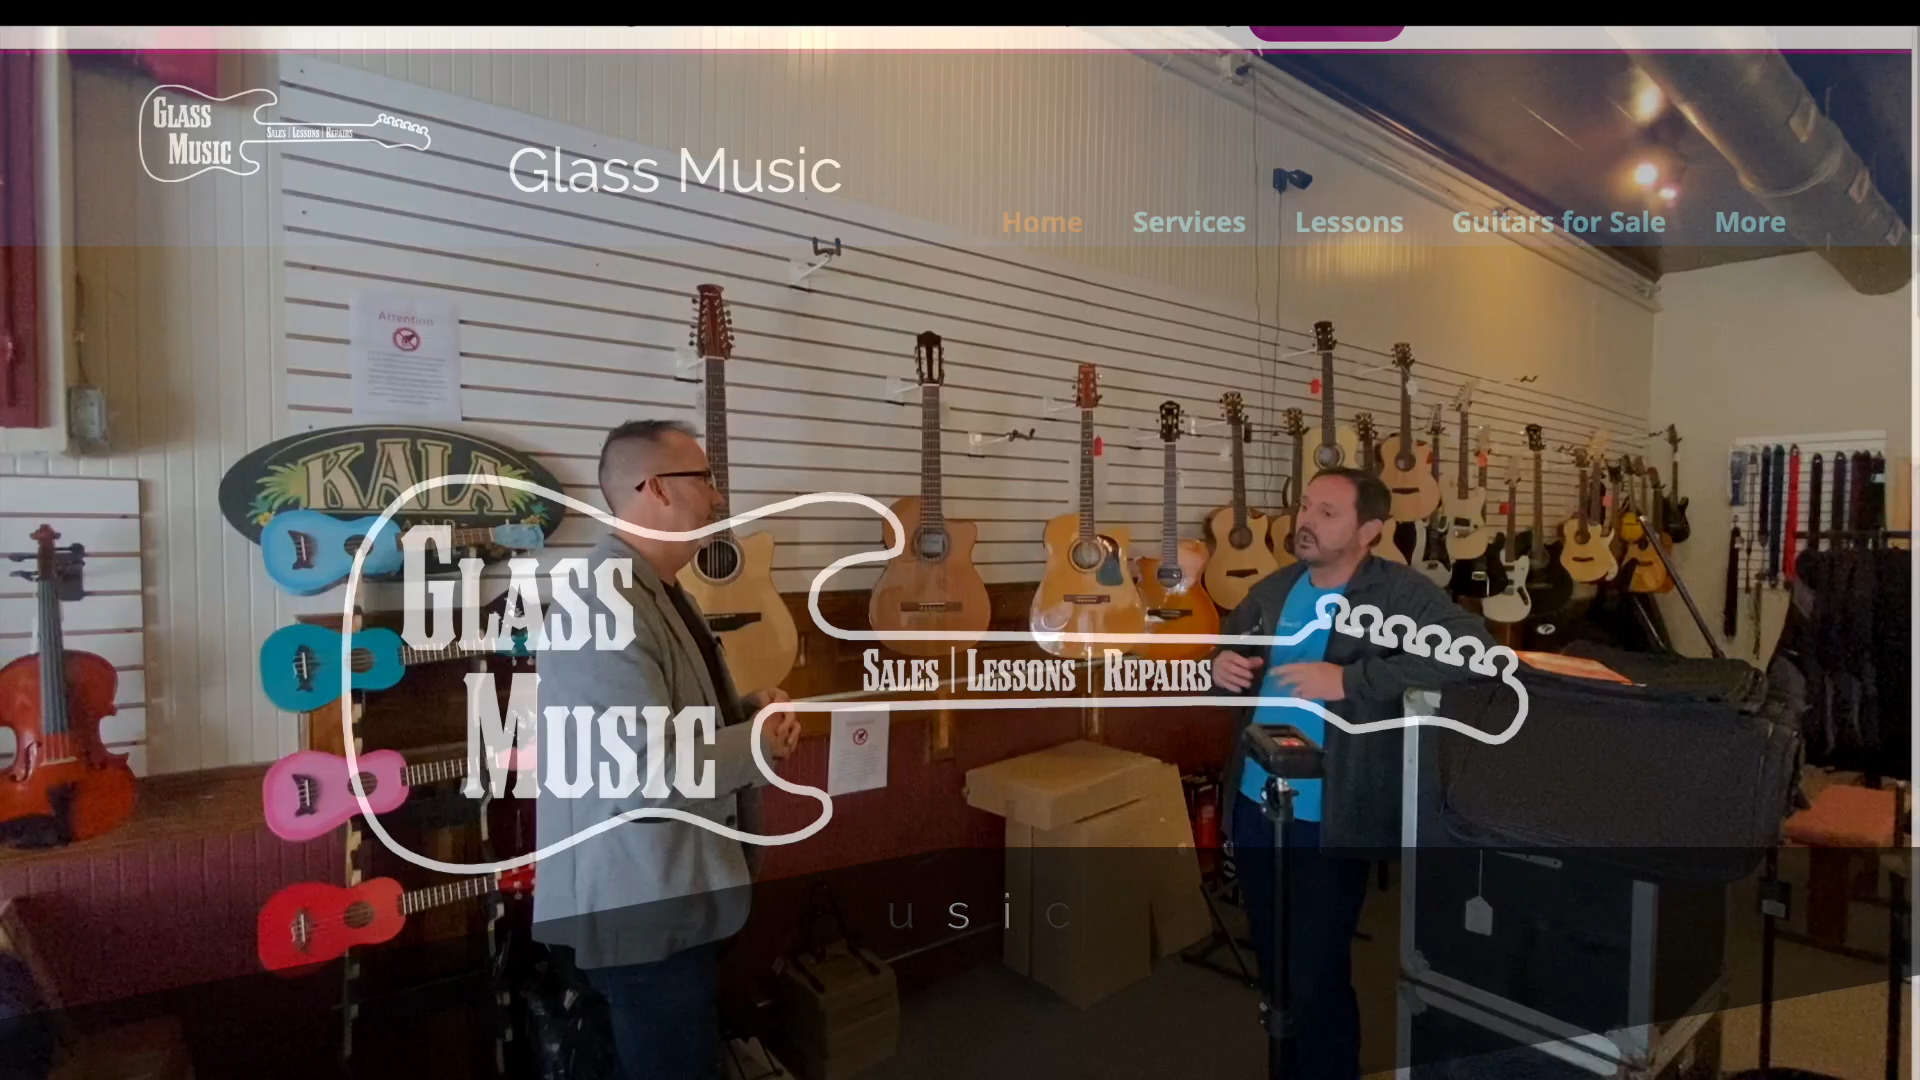 GLASS
MUSIC
SALES | LESSONS | REPAIRS
Glass Music
Home Services Lessons Guitars for Sale More
Attention
KALA
GLASS
MUSIC
SALES | LESSONS | REPAIRS
u s i c